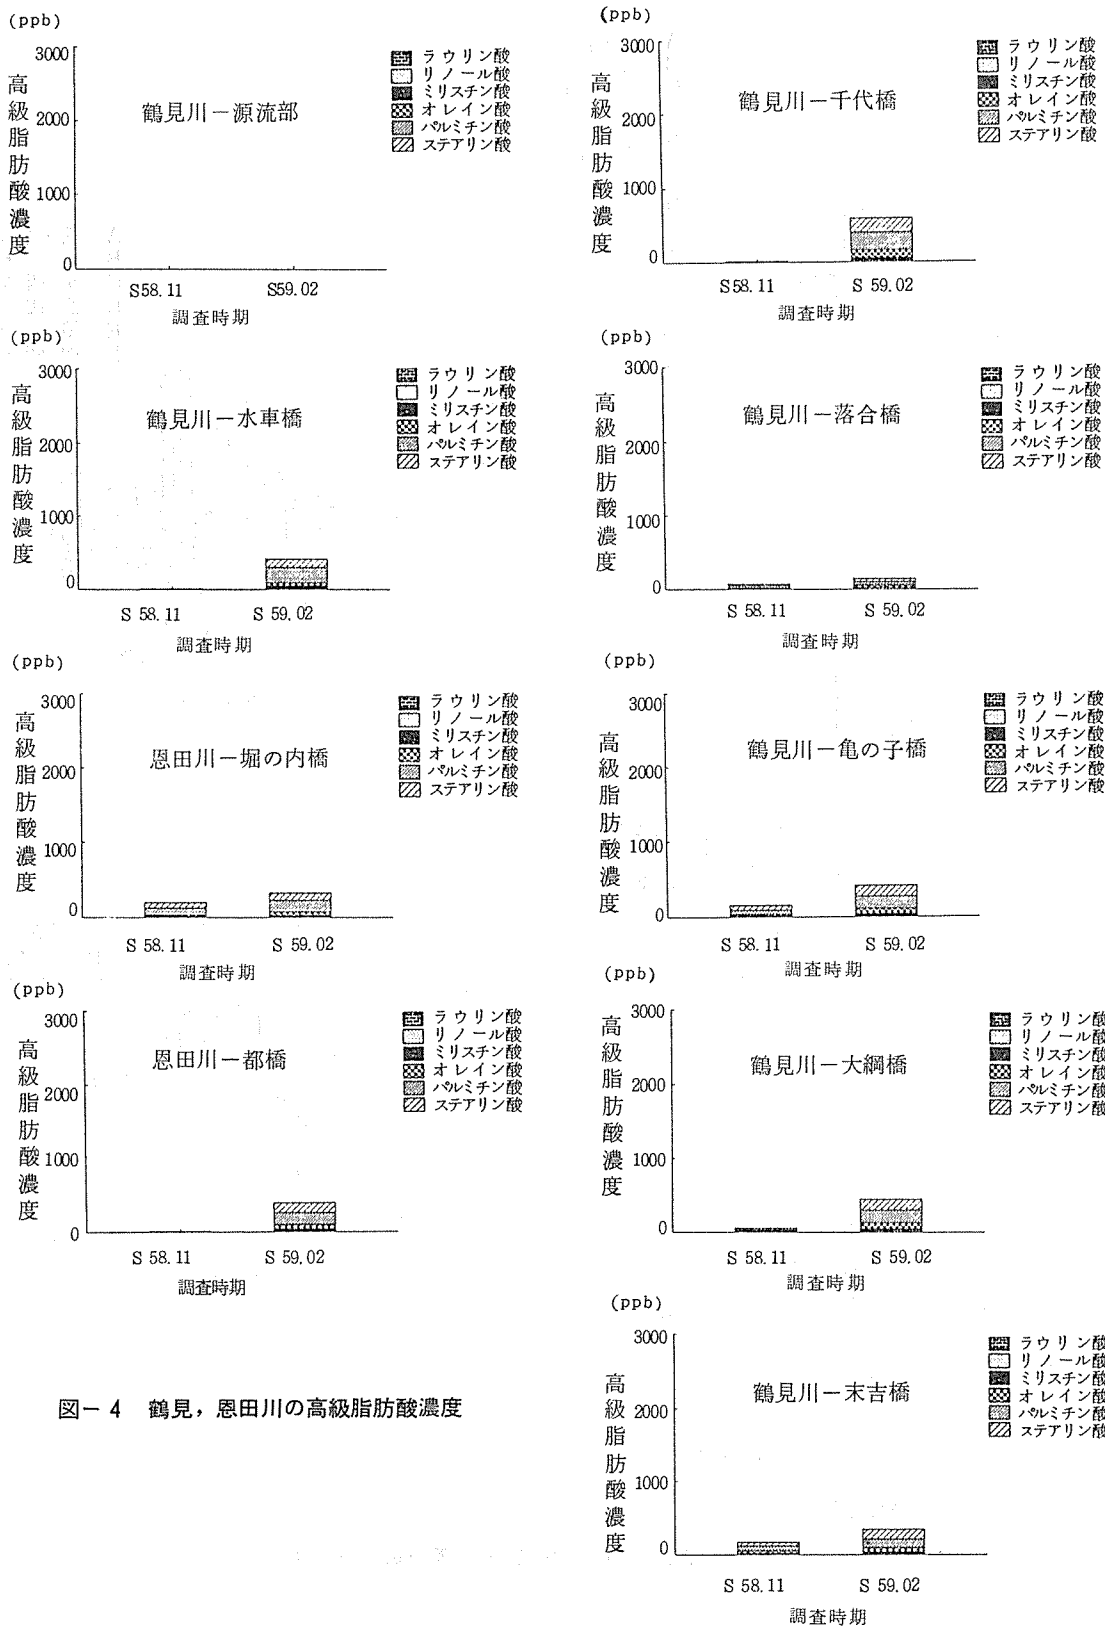 (ppb)
3000
2000
1000
0
高級脂肪酸濃度
鶴見川－源流部
ラウリン酸
リノール酸
ミリスチン酸
オレイン酸
パルミチン酸
ステアリン酸
S58.11 S59.02
調査時期
(ppb)
3000
2000
1000
0
高級脂肪酸濃度
鶴見川－水車橋
ラウリン酸
リノール酸
ミリスチン酸
オレイン酸
パルミチン酸
ステアリン酸
S 58.11 S 59.02
調査時期
(ppb)
3000
2000
1000
0
高級脂肪酸濃度
恩田川－堀の内橋
ラウリン酸
リノール酸
ミリスチン酸
オレイン酸
パルミチン酸
ステアリン酸
S 58.11 S 59.02
調査時期
(ppb)
3000
2000
1000
0
高級脂肪酸濃度
恩田川－都橋
ラウリン酸
リノール酸
ミリスチン酸
オレイン酸
パルミチン酸
ステアリン酸
S 58.11 S 59.02
調査時期
図－4 鶴見，恩田川の高級脂肪酸濃度
(ppb)
3000
2000
1000
0
高級脂肪酸濃度
鶴見川－千代橋
ラウリン酸
リノール酸
ミリスチン酸
オレイン酸
パルミチン酸
ステアリン酸
S58.11 S 59.02
調査時期
(ppb)
3000
2000
1000
0
高級脂肪酸濃度
鶴見川－落合橋
ラウリン酸
リノール酸
ミリスチン酸
オレイン酸
パルミチン酸
ステアリン酸
S 58.11 S 59.02
調査時期
(ppb)
3000
2000
1000
0
高級脂肪酸濃度
鶴見川－亀の子橋
ラウリン酸
リノール酸
ミリスチン酸
オレイン酸
パルミチン酸
ステアリン酸
S 58.11 S 59.02
調査時期
(ppb)
3000
2000
1000
0
高級脂肪酸濃度
鶴見川－大綱橋
ラウリン酸
リノール酸
ミリスチン酸
オレイン酸
パルミチン酸
ステアリン酸
S 58.11 S 59.02
調査時期
(ppb)
3000
2000
1000
0
高級脂肪酸濃度
鶴見川－末吉橋
ラウリン酸
リノール酸
ミリスチン酸
オレイン酸
パルミチン酸
ステアリン酸
S 58.11 S 59.02
調査時期